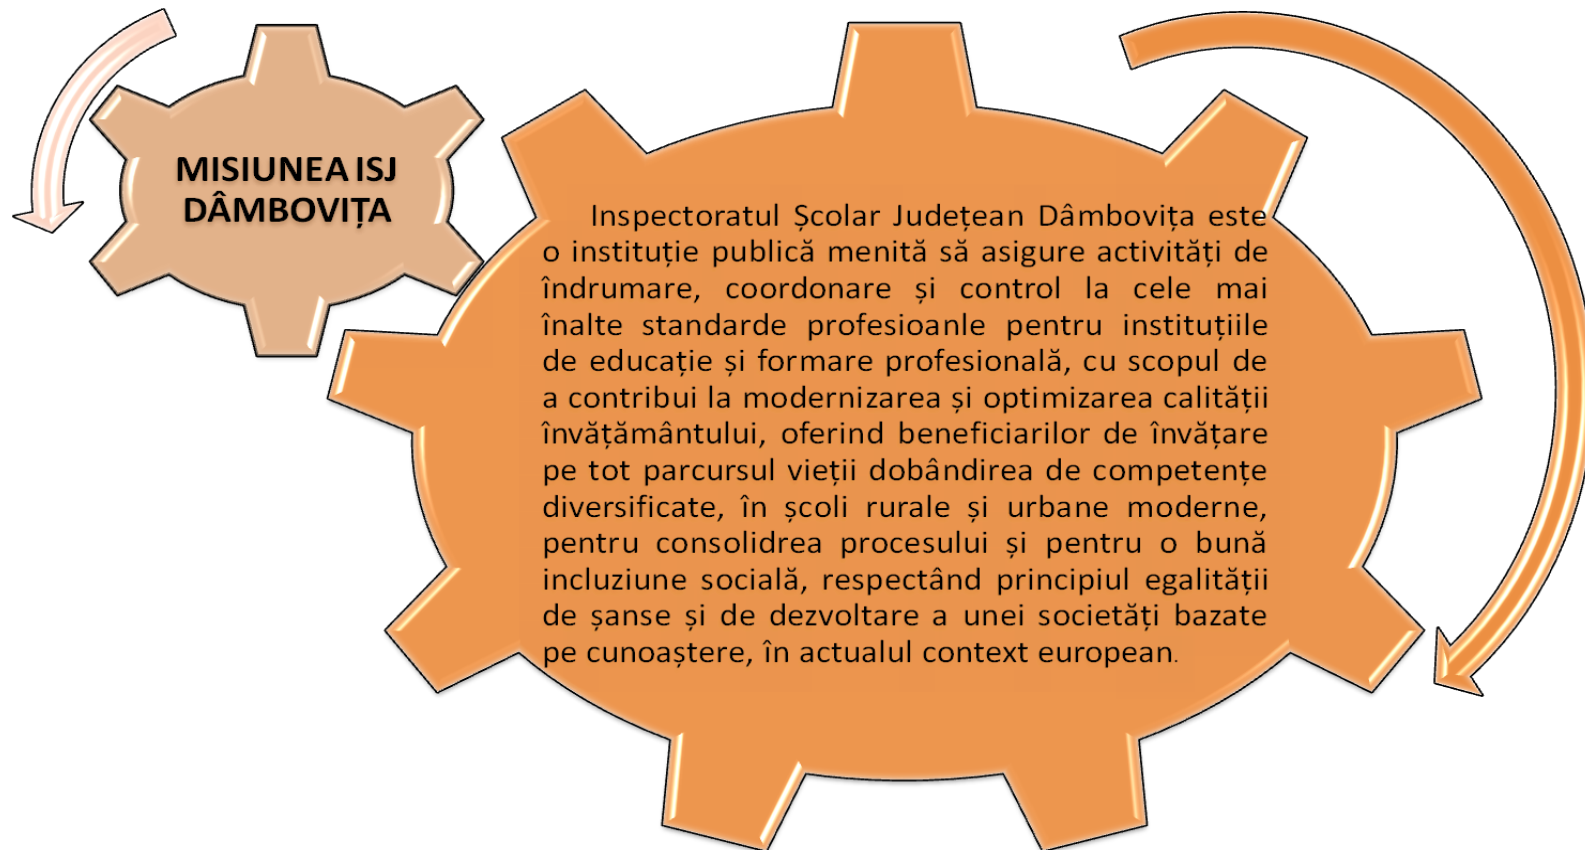 MISIUNEA ISJ
DÂMBOVIȚA
Inspectoratul Școlar Județean Dâmbovița este
o instituție publică menită să asigure activități de
îndrumare, coordonare și control la cele mai
înalte standarde profesioanle pentru instituțiile
de educație și formare profesională, cu scopul de
a contribui la modernizarea și optimizarea calității
învățământului, oferind beneficiarilor de învățare
pe tot parcursul vieții dobândirea de competențe
diversificate, în școli rurale și urbane moderne,
pentru consolidrea procesului și pentru o bună
incluziune socială, respectând principiul egalității
de șanse și de dezvoltare a unei societăți bazate
pe cunoaștere, în actualul context european.